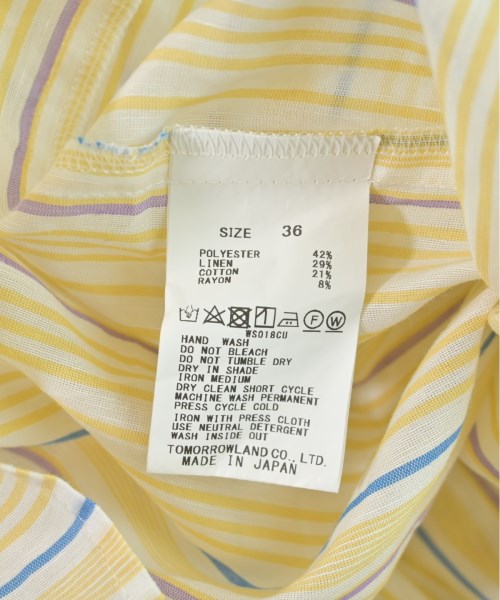 SIZE 36
POLYESTER 42%
LINEN 29%
COTTON 21%
RAYON 8%
F W
WS018CU
HAND WASH
DO NOT BLEACH
DO NOT TUMBLE DRY
DRY IN SHADE
IRON MEDIUM
DRY CLEAN SHORT CYCLE
MACHINE WASH PERMANENT
PRESS CYCLE COLD
IRON WITH PRESS CLOTH
USE NEUTRAL DETERGENT
WASH INSIDE OUT
TOMORROWLAND CO., LTD.
MADE IN JAPAN